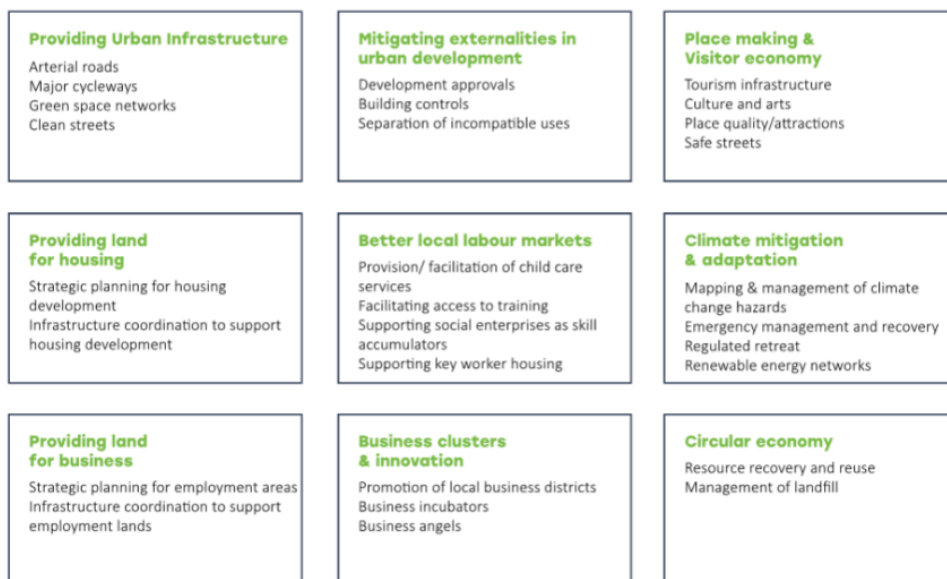 Providing Urban Infrastructure
Arterial roads
Major cycleways
Green space networks
Clean streets
Mitigating externalities in
urban development
Development approvals
Building controls
Separation of incompatible uses
Place making &
Visitor economy
Tourism infrastructure
Culture and arts
Place quality/attractions
Safe streets
Providing land
for housing
Strategic planning for housing
development
Infrastructure coordination to support
housing development
Better local labour markets
Provision/ facilitation of child care
services
Facilitating access to training
Supporting social enterprises as skill
accumulators
Supporting key worker housing
Climate mitigation
& adaptation
Mapping & management of climate
change hazards
Emergency management and recovery
Regulated retreat
Renewable energy networks
Providing land
for business
Strategic planning for employment areas
Infrastructure coordination to support
employment lands
Business clusters
& innovation
Promotion of local business districts
Business incubators
Business angels
Circular economy
Resource recovery and reuse
Management of landfill